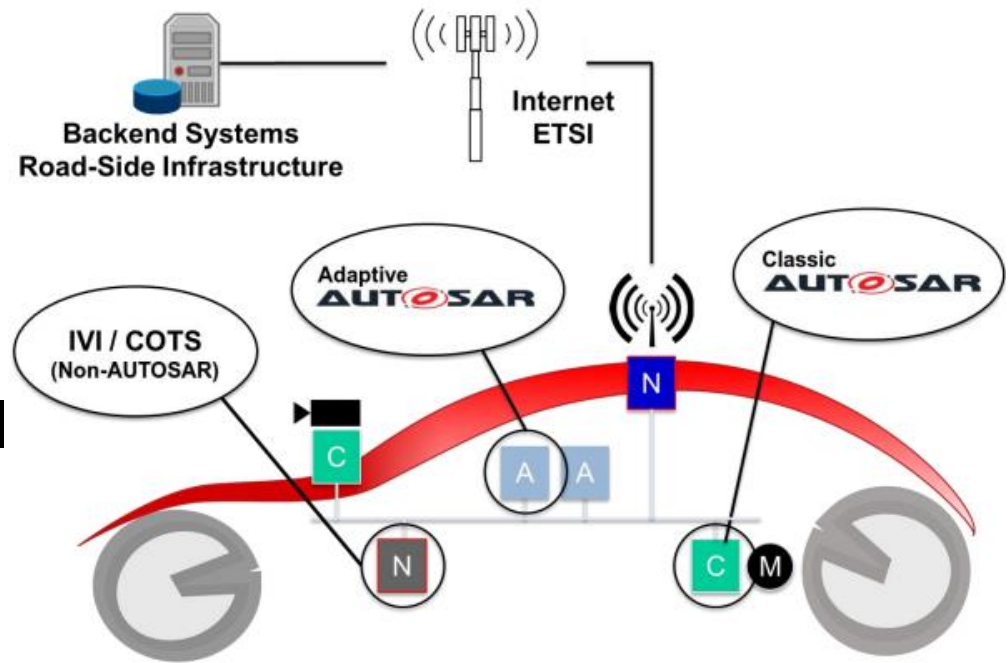 Backend Systems
Road-Side Infrastructure
Internet
ETSI
Adaptive
AUTOSAR
Classic
AUTOSAR
IVI / COTS
(Non-AUTOSAR)
N
C
A
A
N
C
M